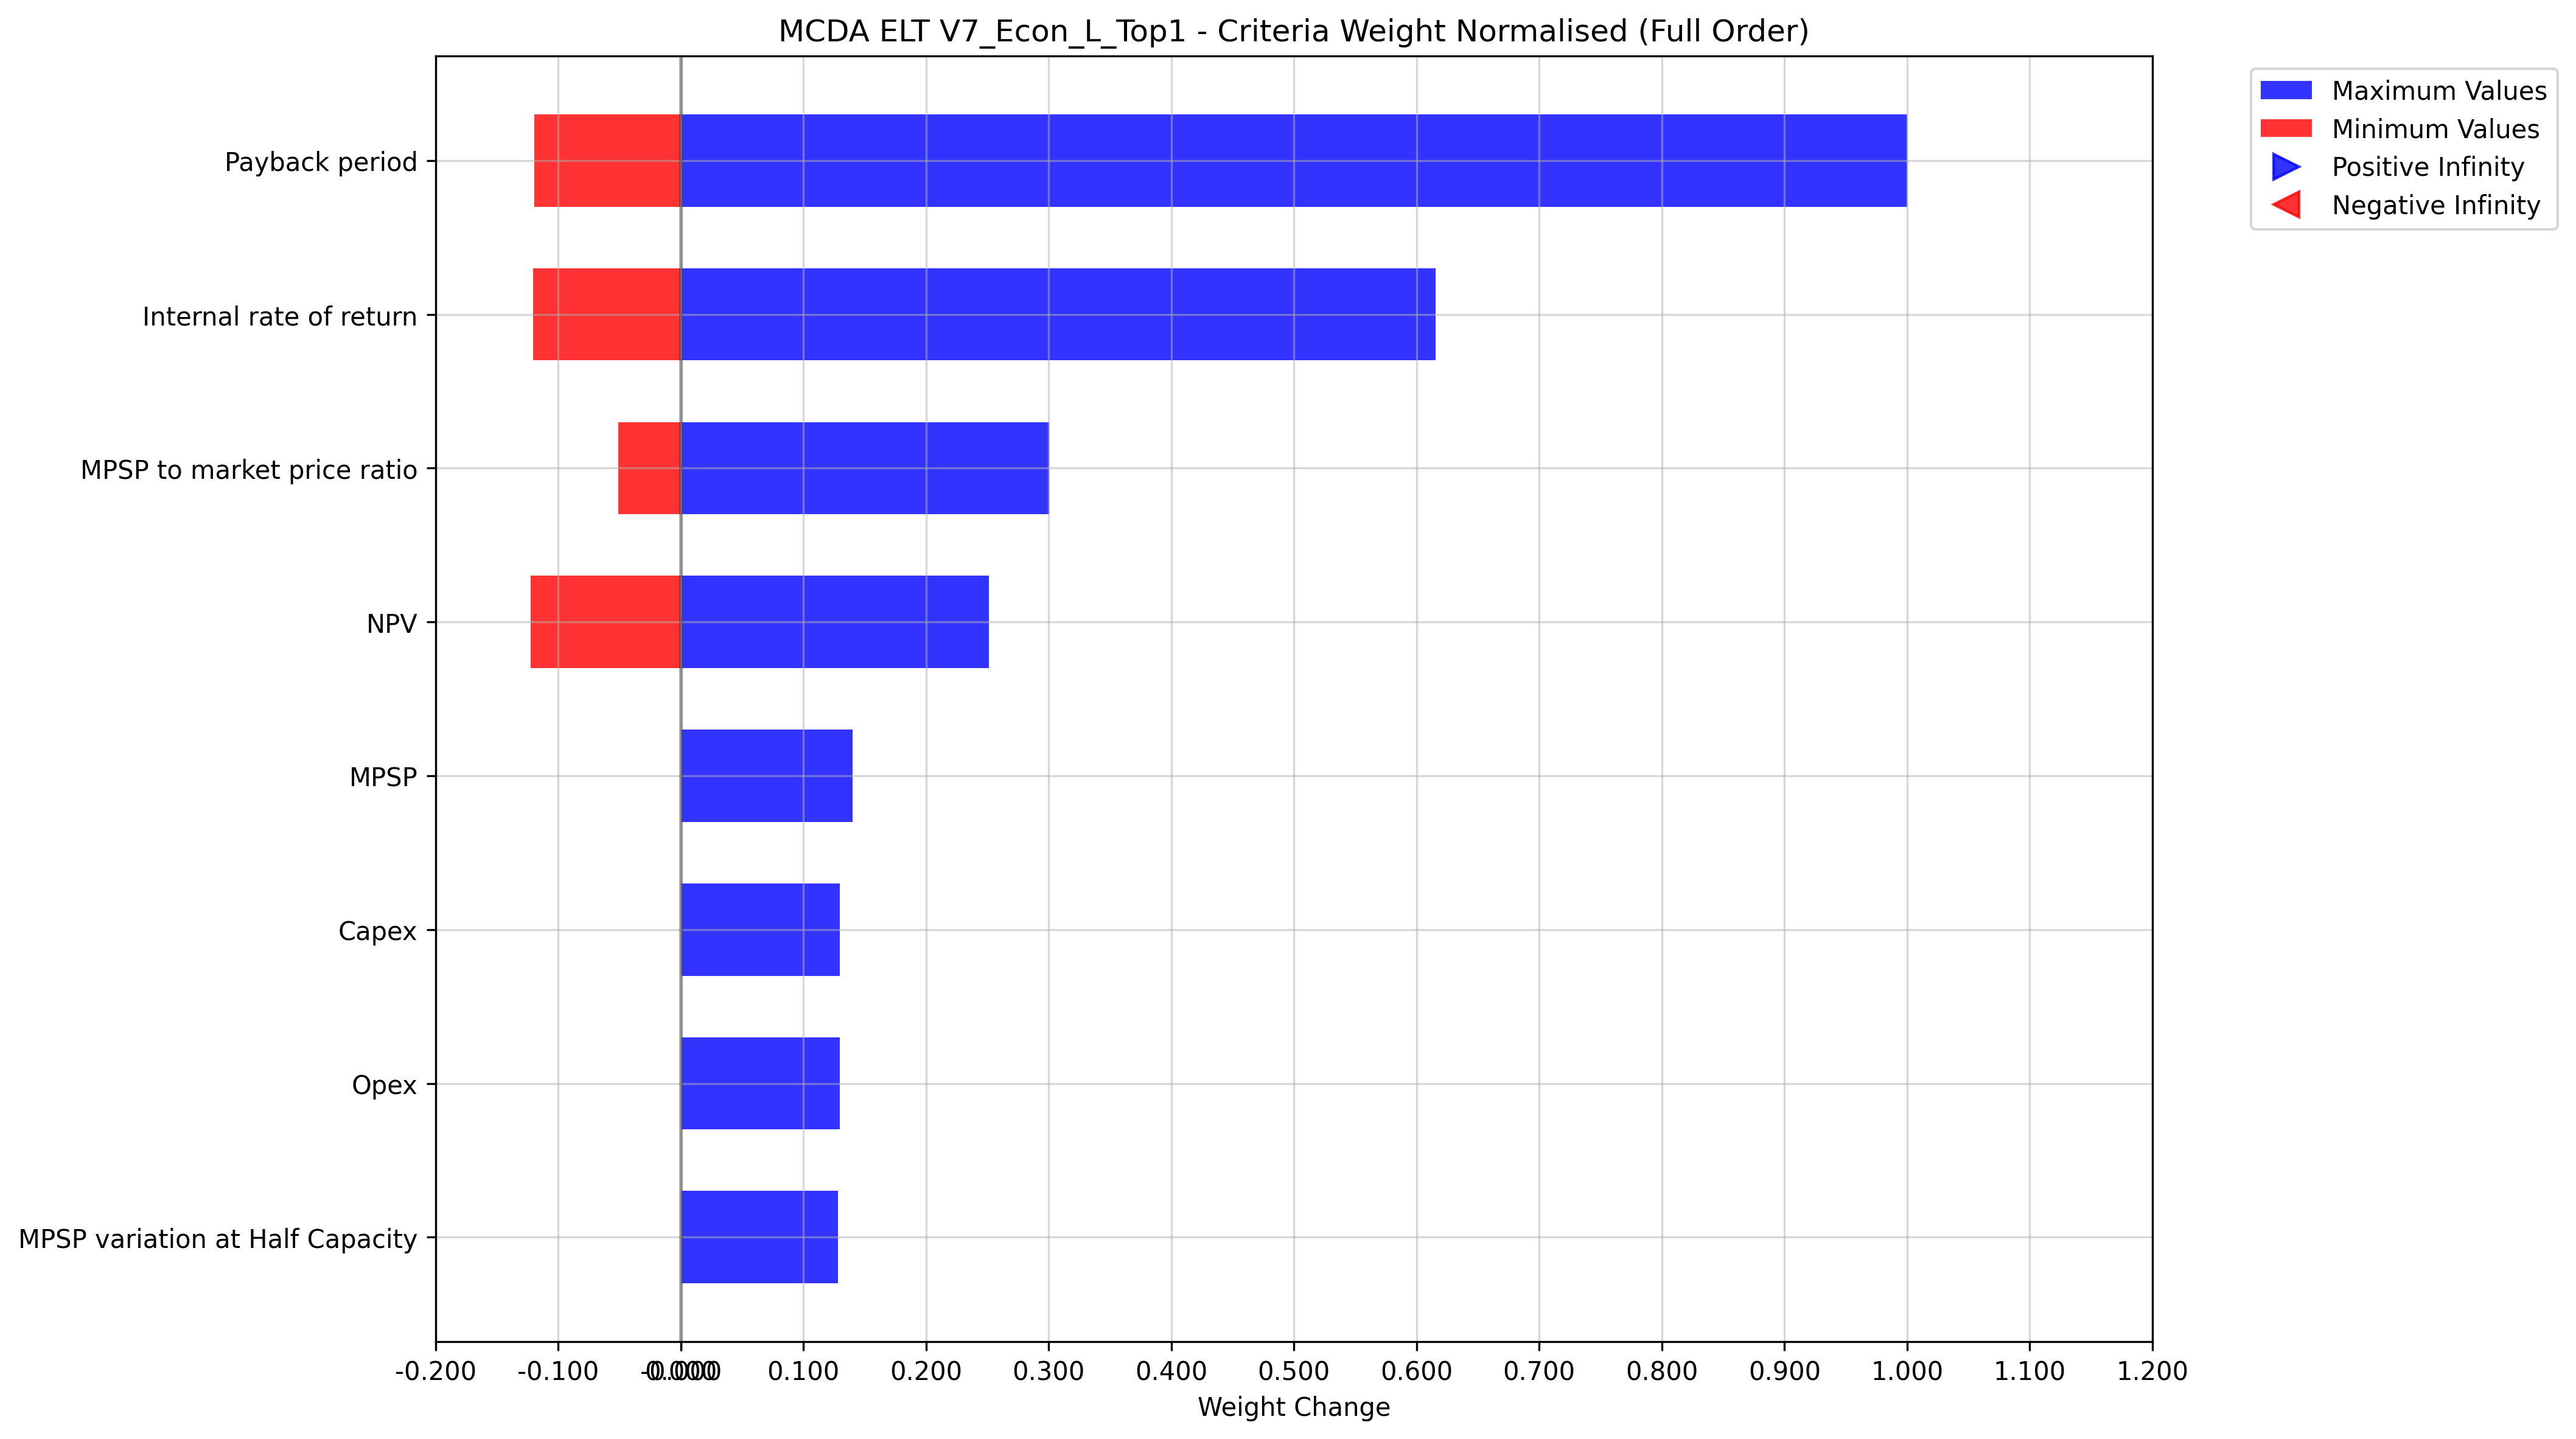 MCDA ELT V7_Econ_L_Top1 - Criteria Weight Normalised (Full Order)
Maximum Values
Minimum Values
Positive Infinity
Negative Infinity
Payback period
Internal rate of return
MPSP to market price ratio
NPV
MPSP
Capex
Opex
MPSP variation at Half Capacity
-0.200 -0.100 -0.000 0.000 0.100 0.200 0.300 0.400 0.500 0.600 0.700 0.800 0.900 1.000 1.100 1.200
Weight Change